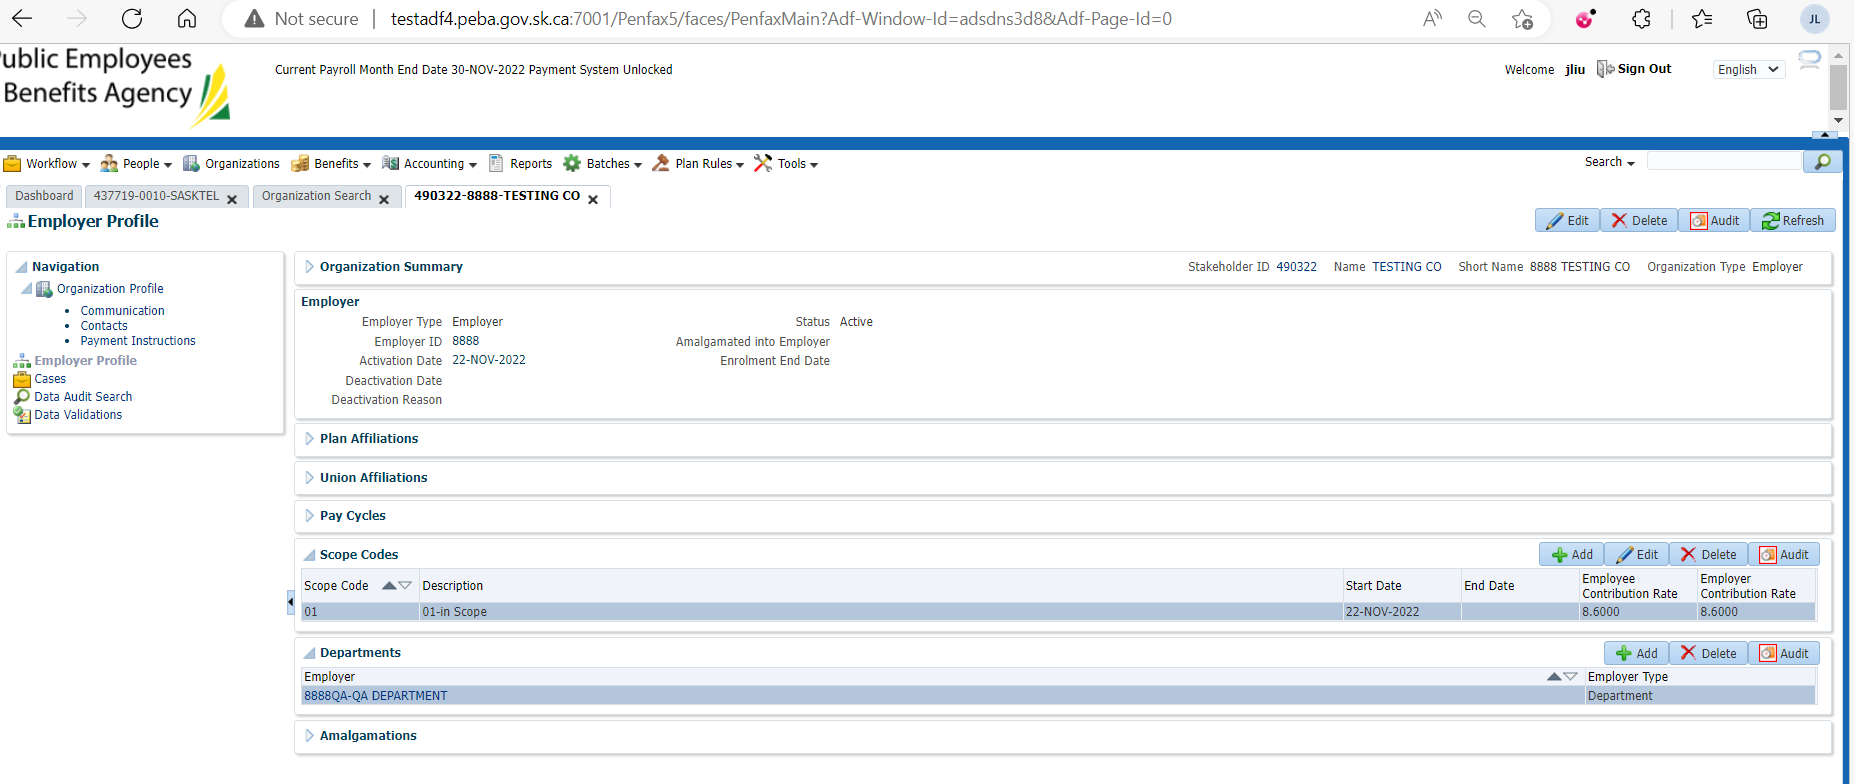 Not secure | testadf4.peba.gov.sk.ca:7001/Penfax5/faces/PenfaxMain?Adf-Window-Id=adsdns3d8&Adf-Page-Id=0
JL
ublic Employees
Benefits Agency
Current Payroll Month End Date 30-NOV-2022 Payment System Unlocked
Welcome jliu Sign Out English
Workflow People Organizations Benefits Accounting Reports Batches Plan Rules Tools Search
Dashboard 437719-0010-SASKTEL Organization Search 490322-8888-TESTING CO
Employer Profile Edit Delete Audit Refresh
Navigation
Organization Profile
Communication
Contacts
Payment Instructions
Employer Profile
Cases
Data Audit Search
Data Validations
Organization Summary Stakeholder ID 490322 Name TESTING CO Short Name 8888 TESTING CO Organization Type Employer
Employer
Employer Type Employer Status Active
Employer ID 8888 Amalgamated into Employer
Activation Date 22-NOV-2022 Enrolment End Date
Deactivation Date
Deactivation Reason
Plan Affiliations
Union Affiliations
Pay Cycles
Scope Codes Add Edit Delete Audit
Scope Code Description Start Date End Date Employee Contribution Rate Employer Contribution Rate
01 01-in Scope 22-NOV-2022 8.6000 8.6000
Departments Add Delete Audit
Employer Employer Type
8888QA-QA DEPARTMENT Department
Amalgamations